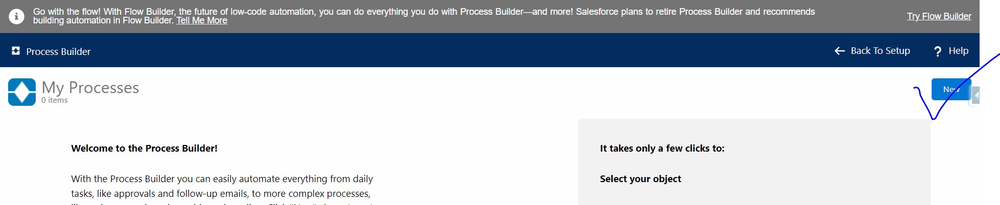 Go with the flow! With Flow Builder, the future of low-code automation, you can do everything you do with Process Builder—and more! Salesforce plans to retire Process Builder and recommends
building automation in Flow Builder. Tell Me More
Try Flow Builder
Process Builder
Back To Setup
? Help
My Processes
0 items
New
Welcome to the Process Builder!
With the Process Builder you can easily automate everything from daily
tasks, like approvals and follow-up emails, to more complex processes,
It takes only a few clicks to:
Select your object